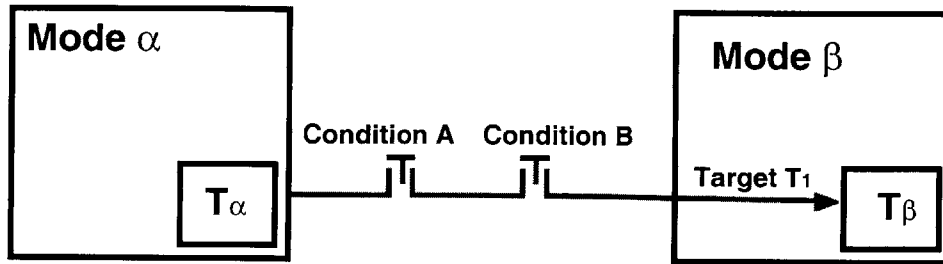 Mode α
Mode β
Condition A
Condition B
Target T1
Tα
Tβ